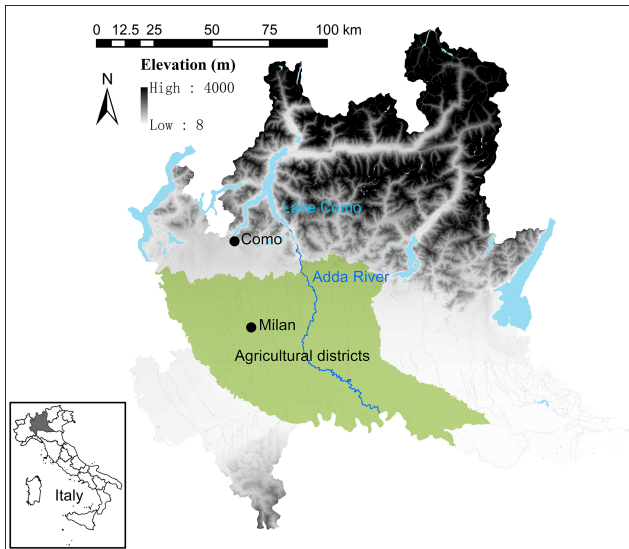 0 12.5 25 50 75 100 km
Elevation (m)
N
High : 4000
Low : 8
Lake Como
Como
Adda River
Milan
Agricultural districts
Italy